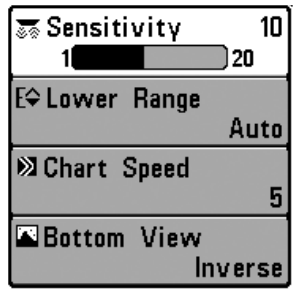 Sensitivity 10
1 20
Lower Range
Auto
Chart Speed
5
Bottom View
Inverse